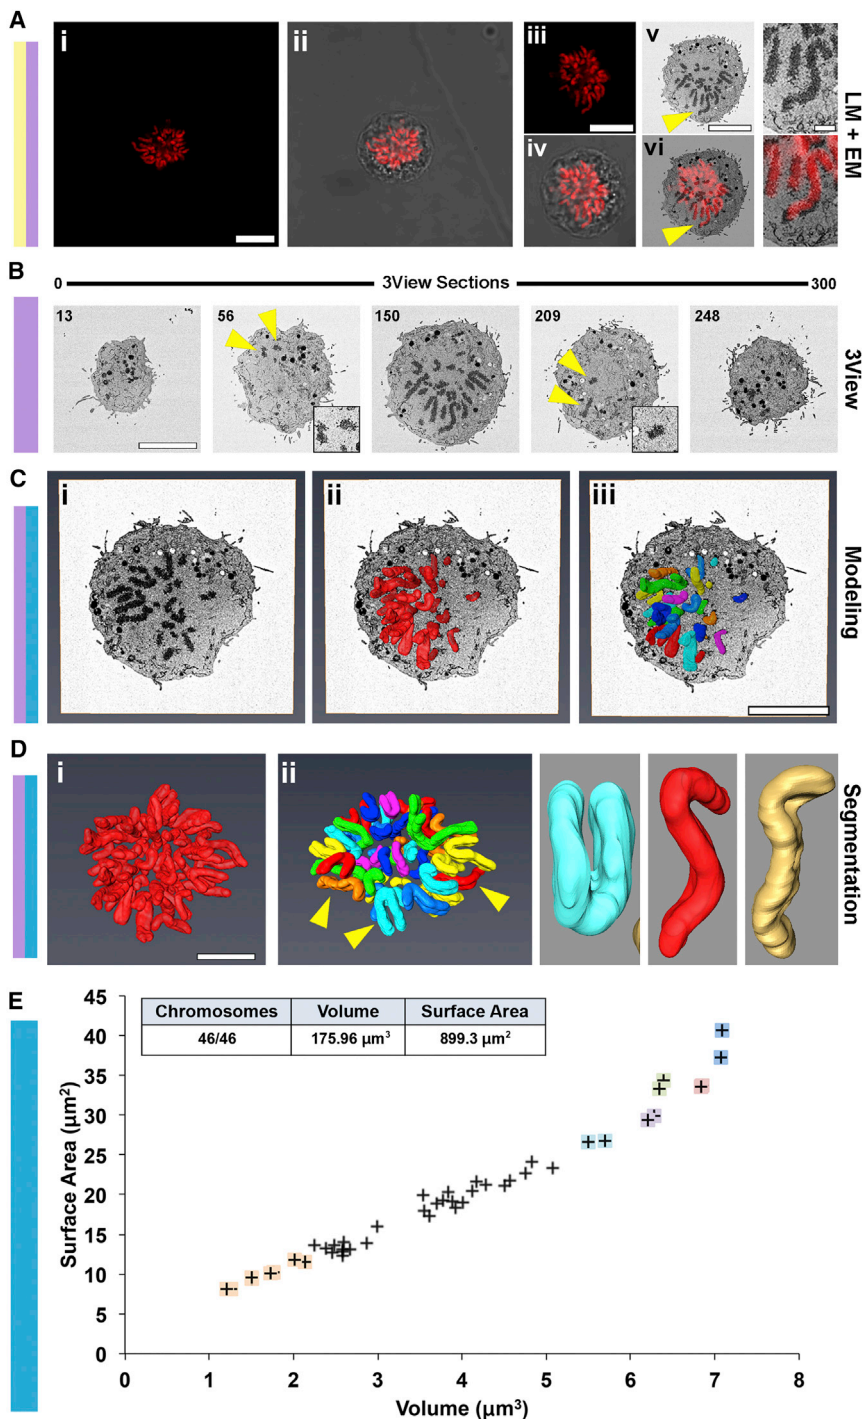 A
i
ii
iii
iv
v
vi
LM + EM
B
0 3View Sections 300
13
56
150
209
248
3View
C
i
ii
iii
Modeling
D
i
ii
Segmentation
E
Chromosomes Volume Surface Area
46/46 175.96 µm³ 899.3 µm²
Surface Area (µm²)
45
40
35
30
25
20
15
10
5
0
0 1 2 3 4 5 6 7 8
Volume (µm³)